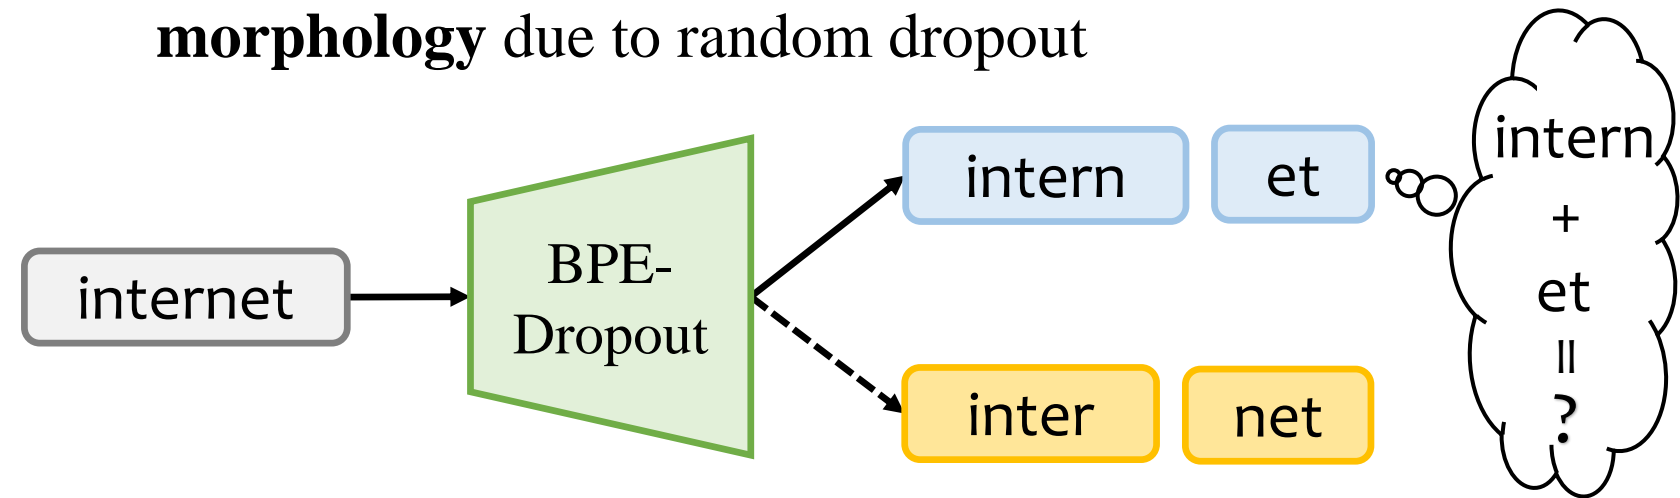 morphology due to random dropout
internet
BPE-
Dropout
intern
et
inter
net
intern
+
et
=
?